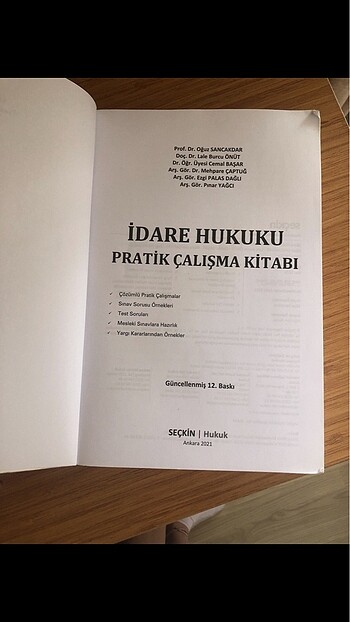 Prof. Dr. Oğuz SANCAKDAR
Doç. Dr. Lale Burcu ÖNÜT
Dr. Öğr. Üyesi Cemal BAŞAR
Arş. Gör. Dr. Mehpare ÇAPTUĞ
Arş. Gör. Ezgi PALAS DAĞLI
Arş. Gör. Pınar YAĞCI
İDARE HUKUKU
PRATİK ÇALIŞMA KİTABI
✓ Çözümlü Pratik Çalışmalar
✓ Sınav Sorusu Örnekleri
✓ Test Soruları
✓ Mesleki Sınavlara Hazırlık
✓ Yargı Kararlarından Örnekler
Güncellenmiş 12. Baskı
SEÇKİN | Hukuk
Ankara 2021